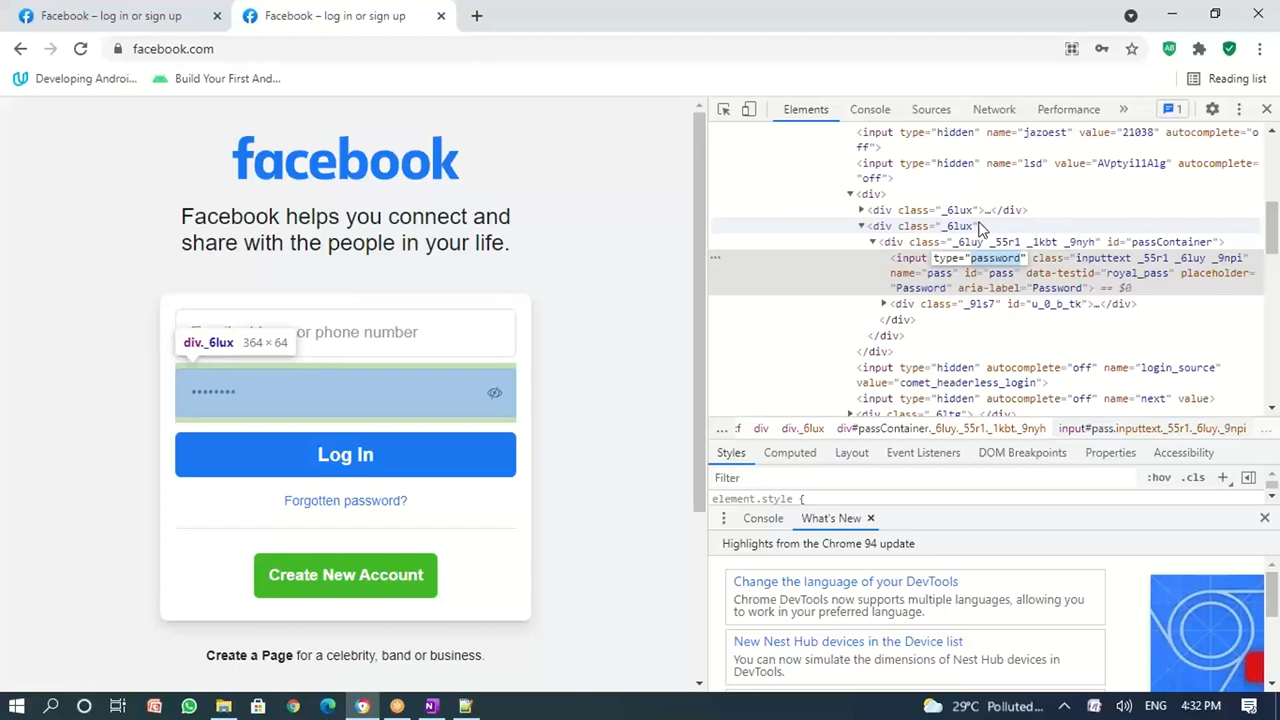 Facebook – log in or sign up
Facebook – log in or sign up
facebook.com
Developing Androi...
Build Your First And...
Reading list
Elements
Console
Sources
Network
Performance
1
facebook
Facebook helps you connect and
share with the people in your life.
or phone number
div._6lux 364 × 64
••••••••
Log In
Forgotten password?
Create New Account
Create a Page for a celebrity, band or business.
<input type="hidden" name="jazoest" value="21038" autocomplete="o
ff">
<input type="hidden" name="lsd" value="AVptyil1Alg" autocomplete=
"off">
<div>
<div class="_6lux">…</div>
<div class="_6lux"
<div class="_6luy _55r1 _1kbt _9nyh" id="passContainer">
<input type="password" class="inputtext _55r1 _6luy _9npi"
name="pass" id="pass" data-testid="royal_pass" placeholder=
"Password" aria-label="Password"> == $0
<div class="_9ls7" id="u_0_b_tk">…</div>
</div>
</div>
</div>
<input type="hidden" autocomplete="off" name="login_source"
value="comet_headerless_login">
<input type="hidden" autocomplete="off" name="next" value>
<div class="_6ltg">…</div>
… :f div div._6lux div#passContainer._6luy._55r1._1kbt._9nyh input#pass.inputtext._55r1._6luy._9npi …
Styles
Computed
Layout
Event Listeners
DOM Breakpoints
Properties
Accessibility
Filter
:hov .cls +
element.style {
Console
What's New
Highlights from the Chrome 94 update
Change the language of your DevTools
Chrome DevTools now supports multiple languages, allowing you
to work in your preferred language.
New Nest Hub devices in the Device list
You can now simulate the dimensions of Nest Hub devices in
DevTools.
29°C Polluted...
ENG
4:32 PM